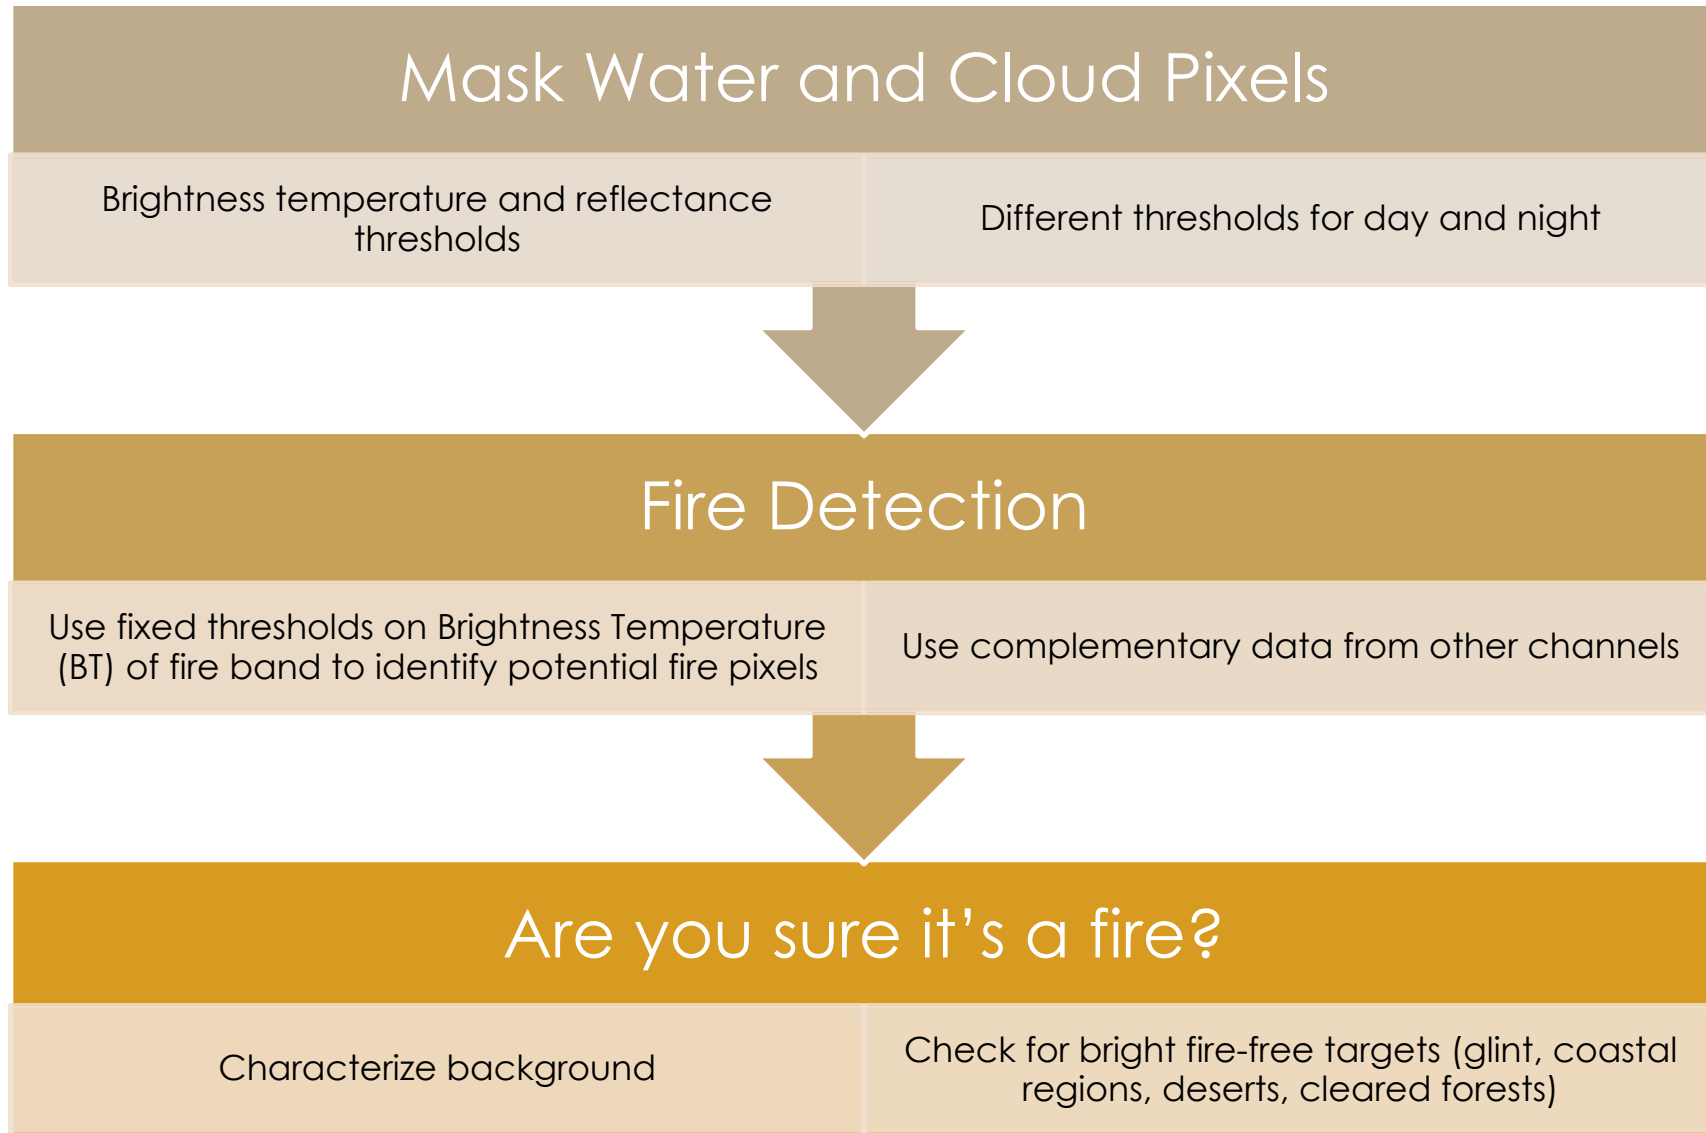 Mask Water and Cloud Pixels
Brightness temperature and reflectance
thresholds
Different thresholds for day and night
Fire Detection
Use fixed thresholds on Brightness Temperature
(BT) of fire band to identify potential fire pixels
Use complementary data from other channels
Are you sure it’s a fire?
Characterize background
Check for bright fire-free targets (glint, coastal
regions, deserts, cleared forests)